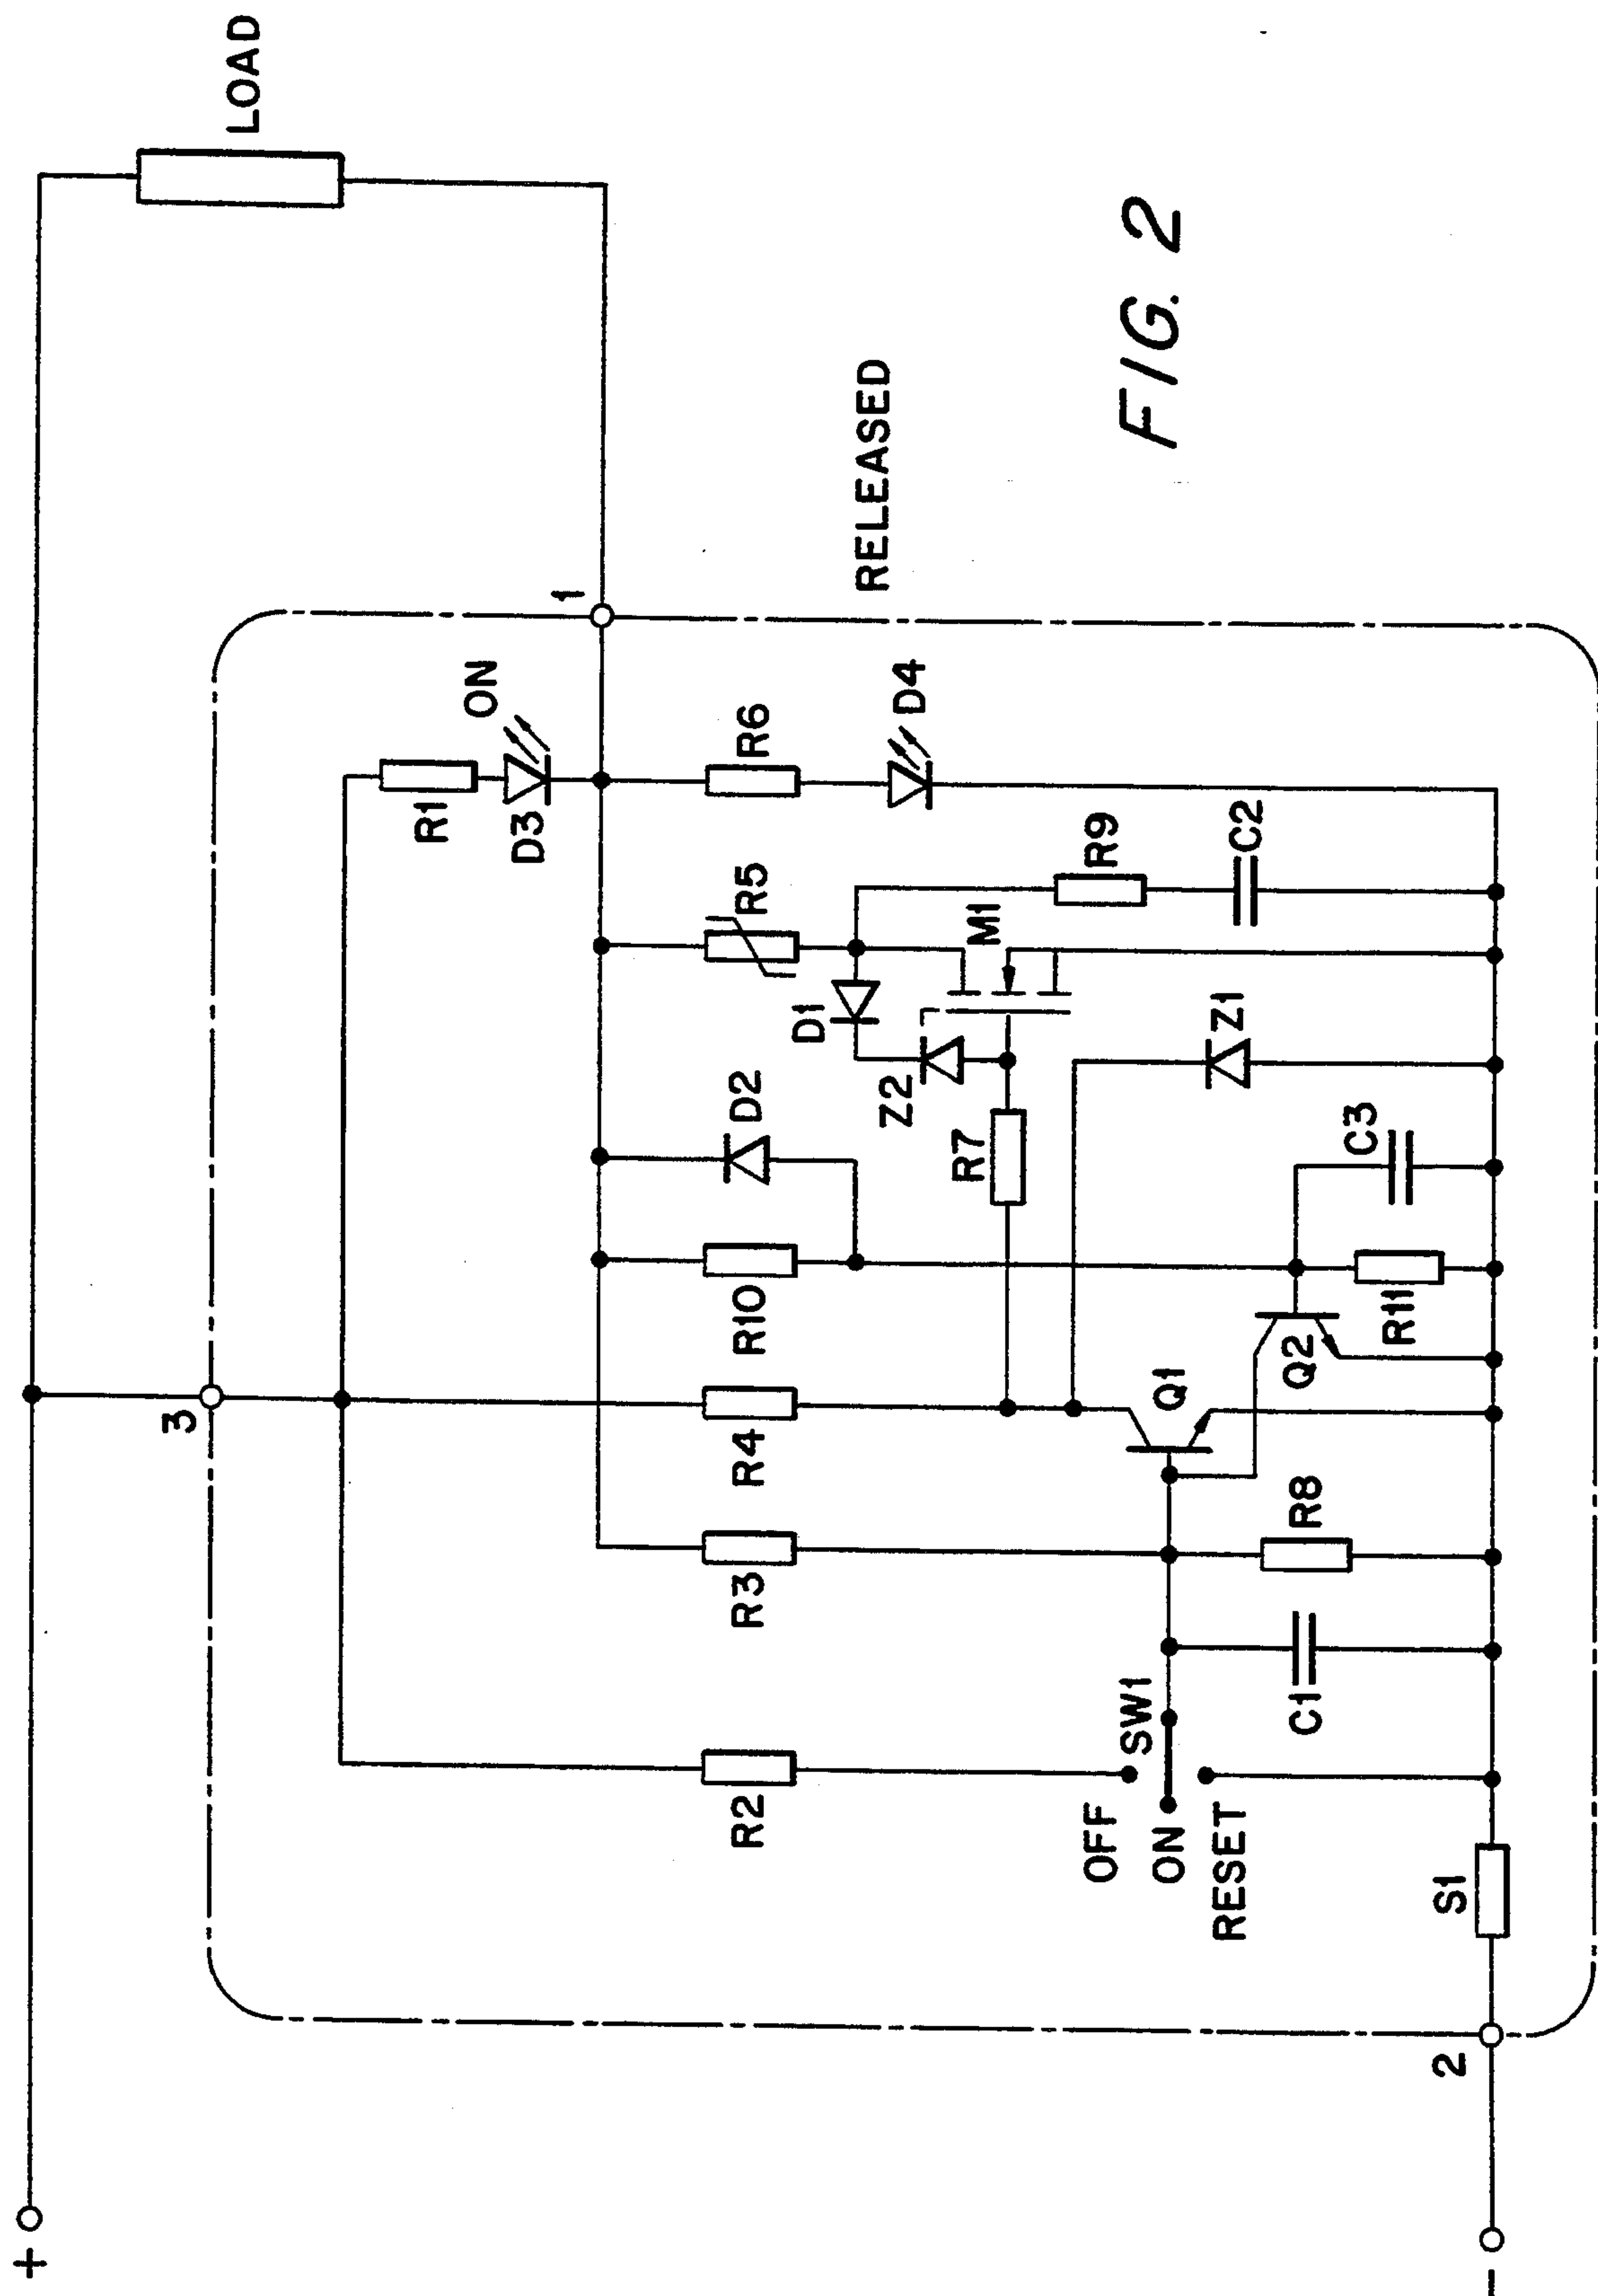 +
LOAD
3
1
R1
D3
ON
R2
R3
R4
R10
D2
R5
R6
RELEASED
D1
D4
Z2
R7
M1
R9
FIG. 2
OFF
SW1
ON
RESET
Q1
Z1
C2
C1
R8
Q2
R11
C3
S1
2
-